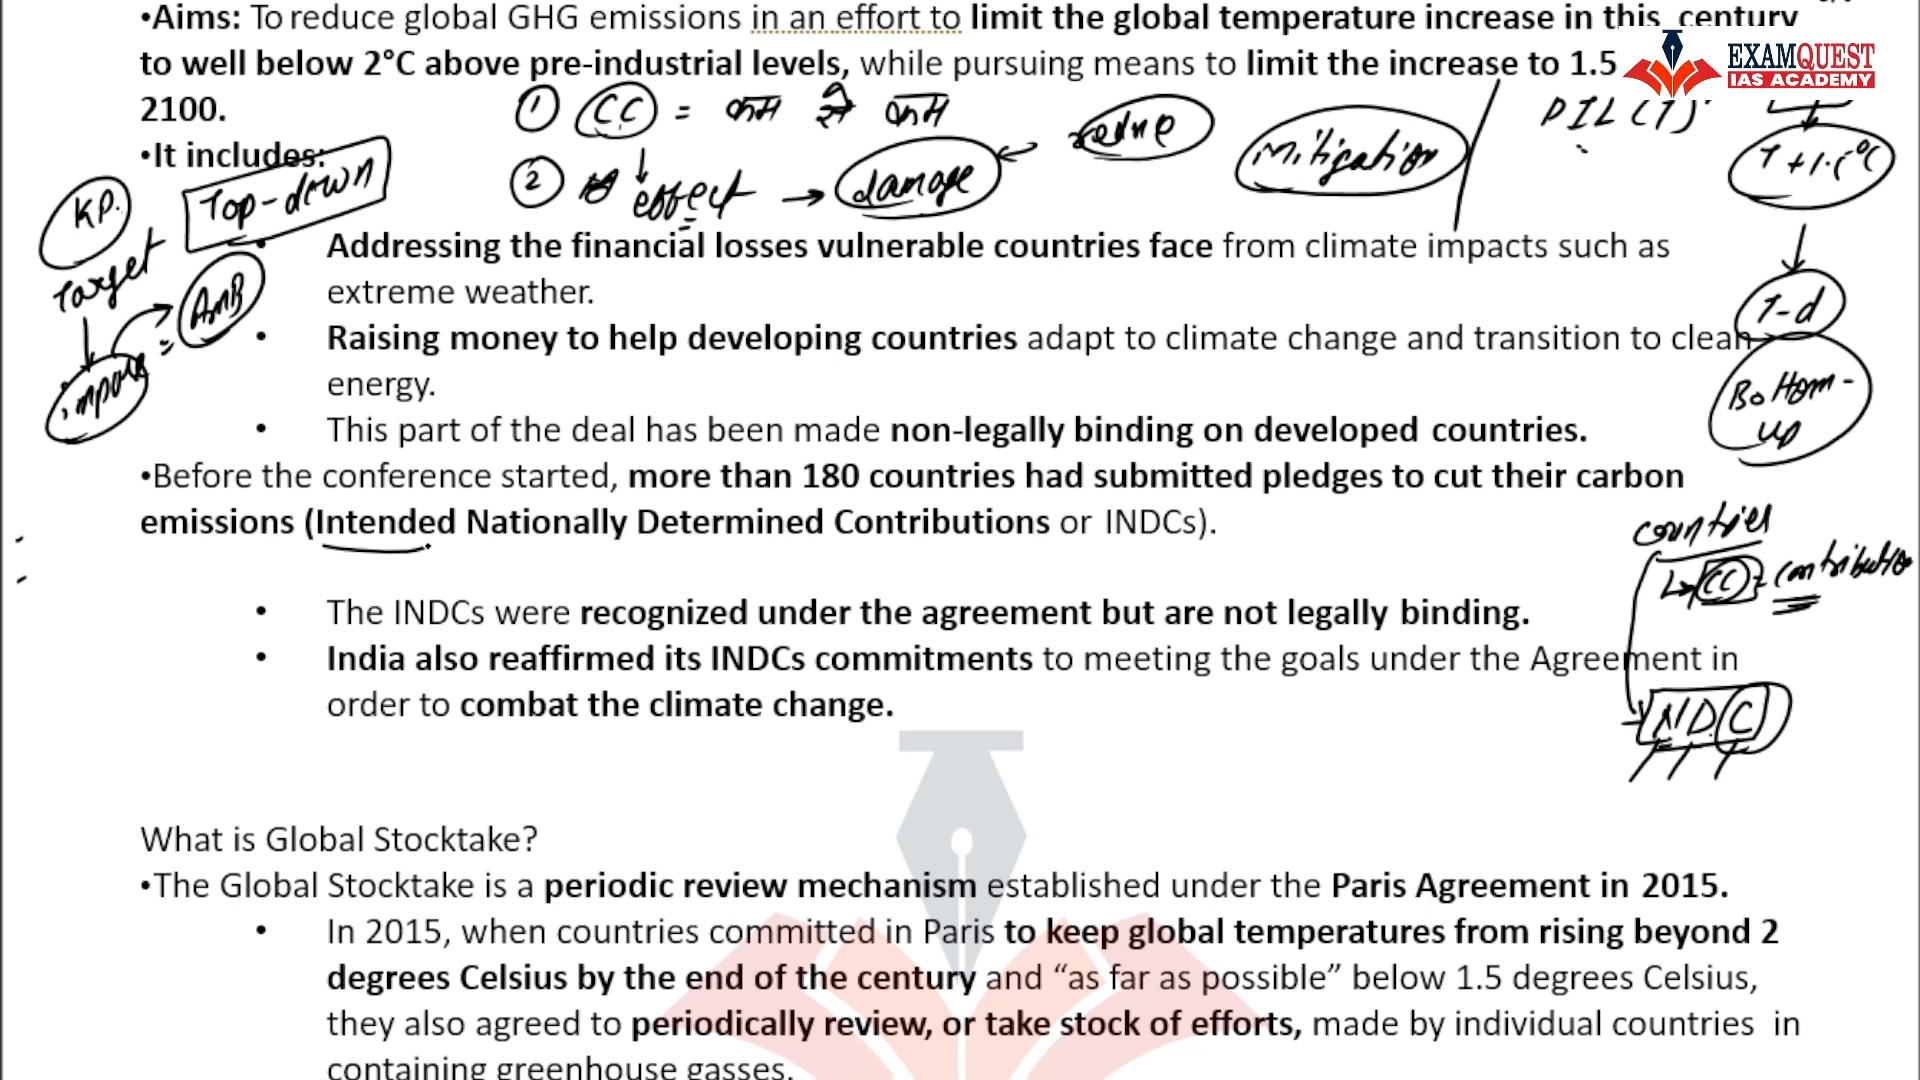 •Aims: To reduce global GHG emissions in an effort to limit the global temperature increase in this century
to well below 2°C above pre-industrial levels, while pursuing means to limit the increase to 1.5
2100.
•It includes:
EXAMQUEST
IAS ACADEMY
① CC = कम से कम
② effect → damage
reduce
Mitigation
PIL (T)
T + 1.5°C
K.P.
Top-down
Target
AnB
T-d
Bottom-
up
• Addressing the financial losses vulnerable countries face from climate impacts such as
extreme weather.
• Raising money to help developing countries adapt to climate change and transition to clean
energy.
• This part of the deal has been made non-legally binding on developed countries.
•Before the conference started, more than 180 countries had submitted pledges to cut their carbon
emissions (Intended Nationally Determined Contributions or INDCs).
countries
CC = contribution
• The INDCs were recognized under the agreement but are not legally binding.
• India also reaffirmed its INDCs commitments to meeting the goals under the Agreement in
order to combat the climate change.
NDC
What is Global Stocktake?
•The Global Stocktake is a periodic review mechanism established under the Paris Agreement in 2015.
• In 2015, when countries committed in Paris to keep global temperatures from rising beyond 2
degrees Celsius by the end of the century and “as far as possible” below 1.5 degrees Celsius,
they also agreed to periodically review, or take stock of efforts, made by individual countries in
containing greenhouse gasses.